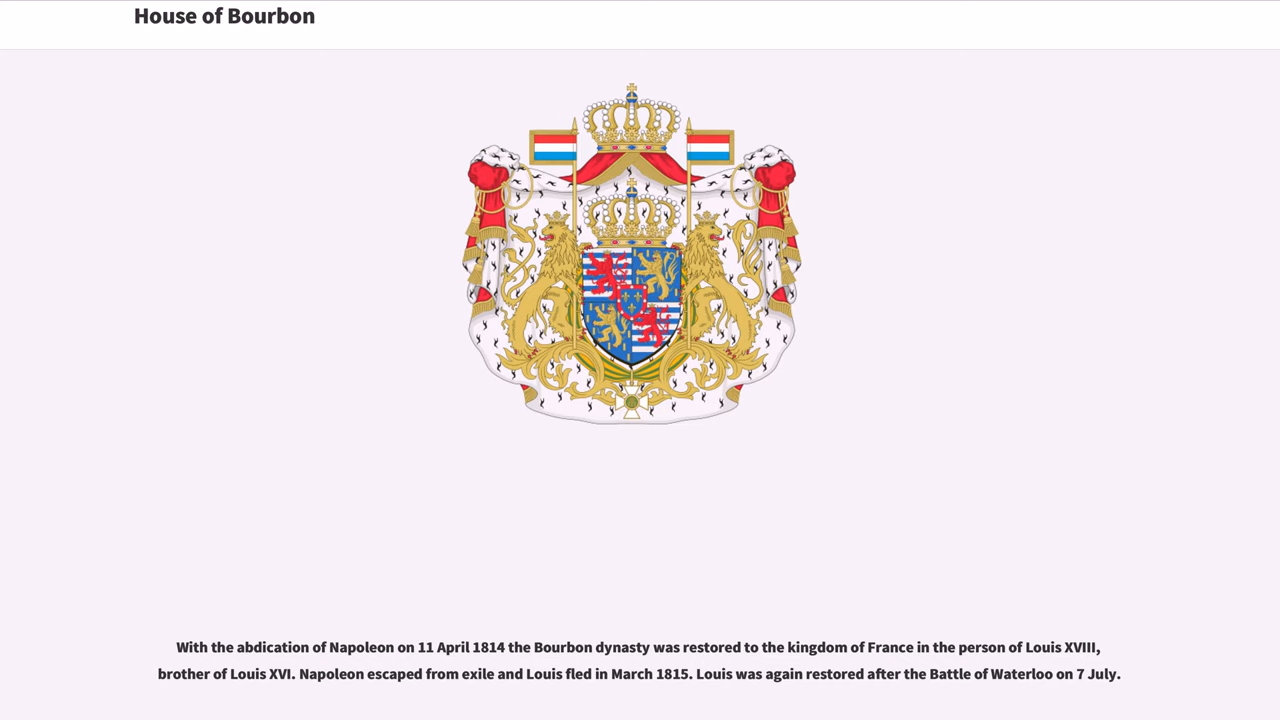 House of Bourbon
With the abdication of Napoleon on 11 April 1814 the Bourbon dynasty was restored to the kingdom of France in the person of Louis XVIII,
brother of Louis XVI. Napoleon escaped from exile and Louis fled in March 1815. Louis was again restored after the Battle of Waterloo on 7 July.